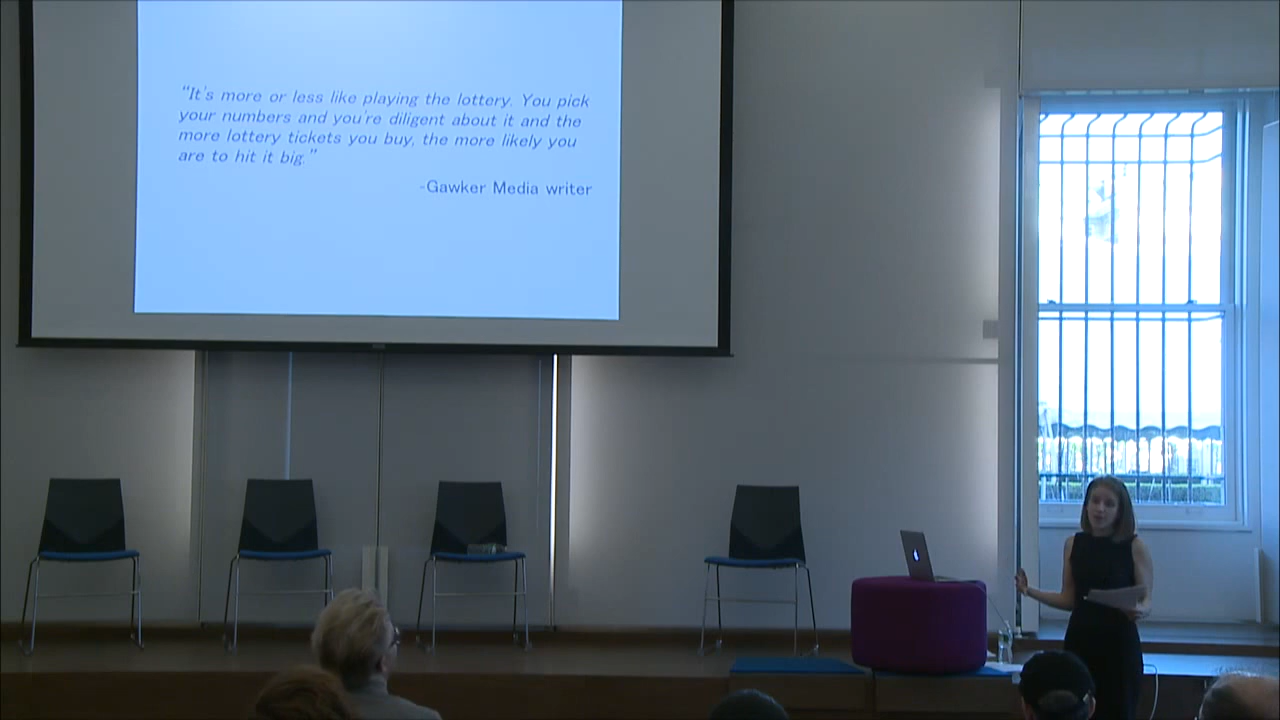 “It's more or less like playing the lottery. You pick
your numbers and you're diligent about it and the
more lottery tickets you buy, the more likely you
are to hit it big.”
-Gawker Media writer